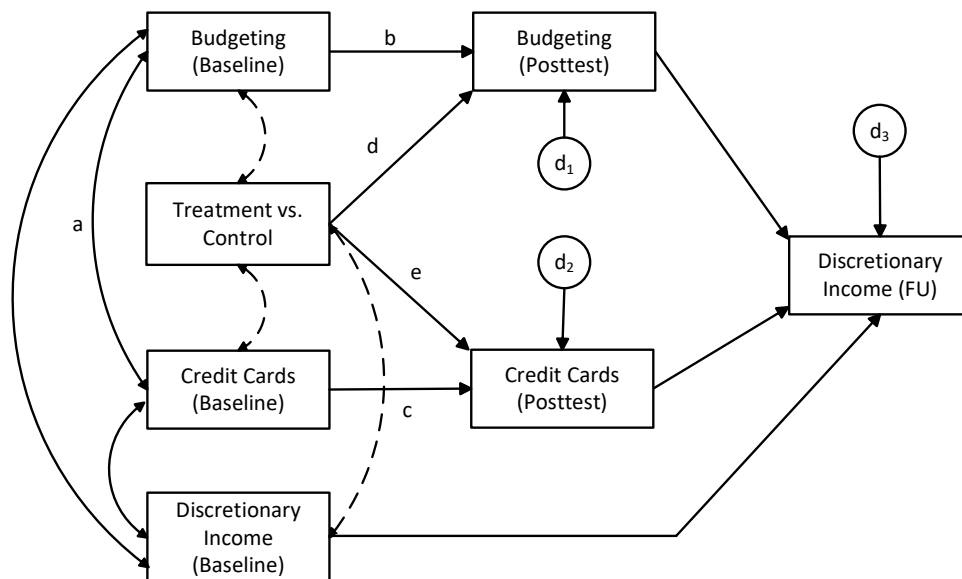 Budgeting
(Baseline)
b
Budgeting
(Posttest)
d
d1
d3
a
Treatment vs.
Control
e
d2
Discretionary
Income (FU)
Credit Cards
(Baseline)
c
Credit Cards
(Posttest)
Discretionary
Income
(Baseline)